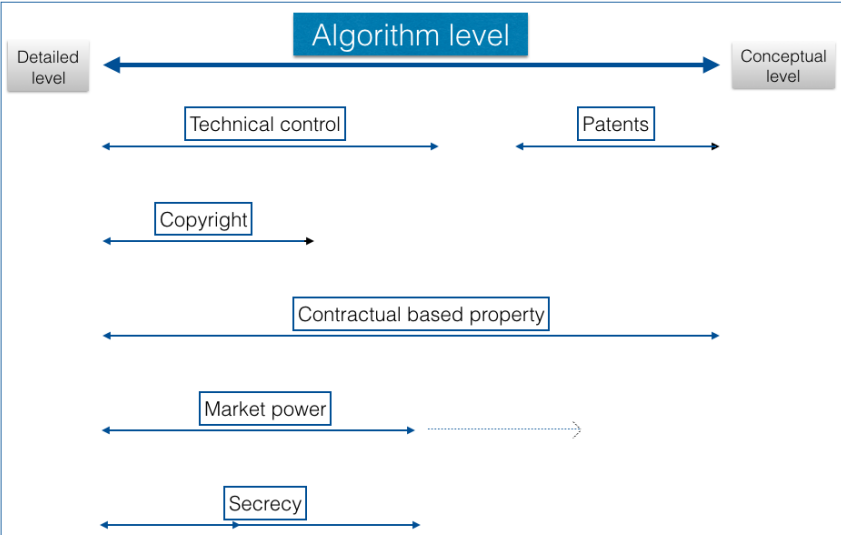 Algorithm level
Detailed
level
Conceptual
level
Technical control
Patents
Copyright
Contractual based property
Market power
Secrecy